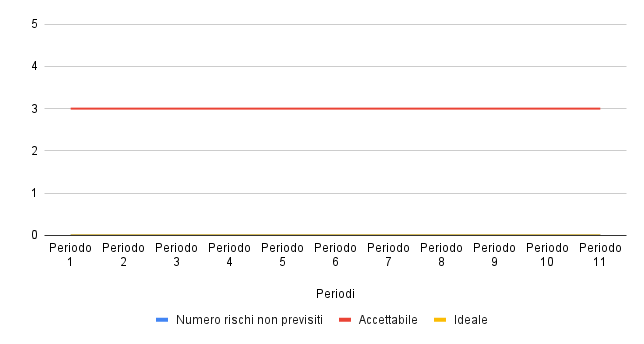 5
4
3
2
1
0
Periodo 1
Periodo 2
Periodo 3
Periodo 4
Periodo 5
Periodo 6
Periodo 7
Periodo 8
Periodo 9
Periodo 10
Periodo 11
Periodi
Numero rischi non previsiti
Accettabile
Ideale